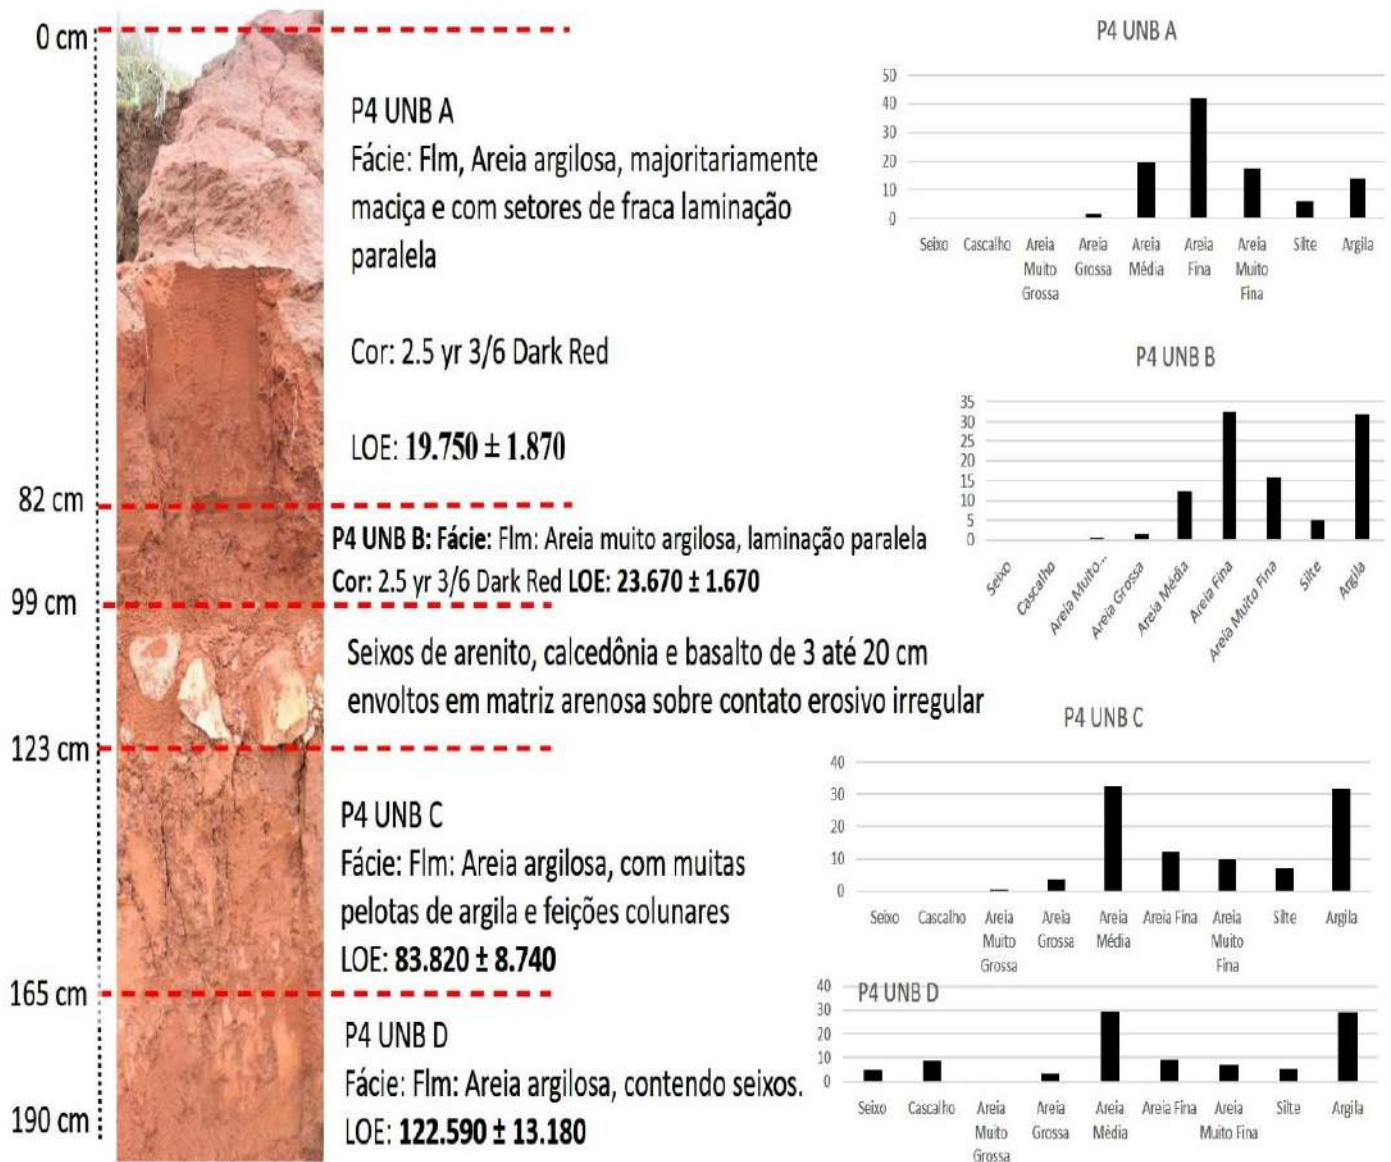 0 cm
82 cm
99 cm
123 cm
165 cm
190 cm
P4 UNB A
Fácie: Flm, Areia argilosa, majoritariamente
maciça e com setores de fraca laminação
paralela
Cor: 2.5 yr 3/6 Dark Red
LOE: 19.750 ± 1.870
P4 UNB B: Fácie: Flm: Areia muito argilosa, laminação paralela
Cor: 2.5 yr 3/6 Dark Red LOE: 23.670 ± 1.670
Seixos de arenito, calcedônia e basalto de 3 até 20 cm
envoltos em matriz arenosa sobre contato erosivo irregular
P4 UNB C
Fácie: Flm: Areia argilosa, com muitas
pelotas de argila e feições colunares
LOE: 83.820 ± 8.740
P4 UNB D
Fácie: Flm: Areia argilosa, contendo seixos.
LOE: 122.590 ± 13.180
P4 UNB A
50
40
30
20
10
0
Seixo Cascalho Areia Areia Areia Areia Areia Silte Argila
Muito Grossa Média Fina Muito
Grossa Fina
P4 UNB B
35
30
25
20
15
10
5
0
Seixo
Cascalho
Areia Muito...
Areia Grossa
Areia Média
Areia Fina
Areia Muito Fina
Silte
Argila
P4 UNB C
40
30
20
10
0
Seixo Cascalho Areia Areia Areia Areia Fina Areia Silte Argila
Muito Grossa Média Muito
Grossa Fina
P4 UNB D
40
30
20
10
0
Seixo Cascalho Areia Areia Areia Areia Fina Areia Silte Argila
Muito Grossa Média Muito Fina
Grossa